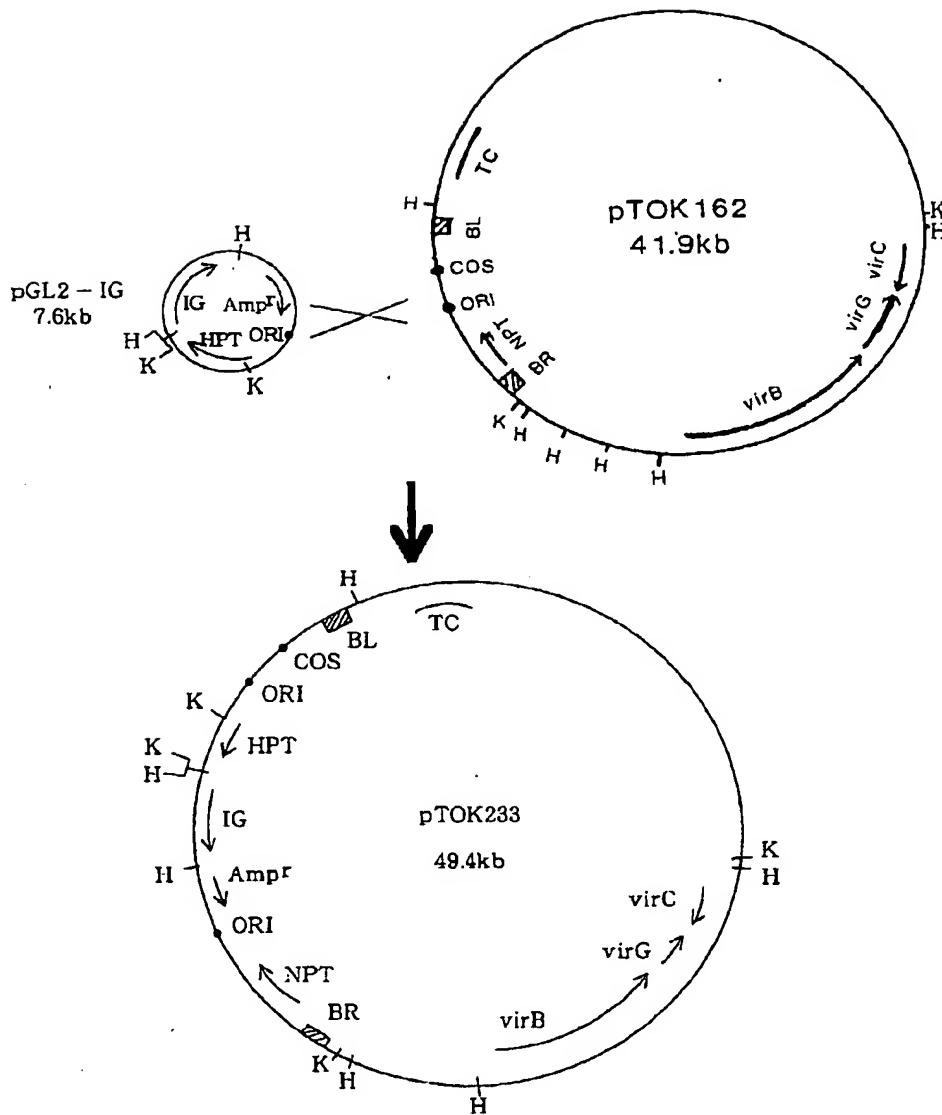 TC
H
BL
pTOK162
41.9kb
K
H
H
COS
virC
pGL2-IG
7.6kb
IG
Ampr
ORI
virG
H
HPT
ORI
NPT
K
K
BR
virB
K
H
H
H
H
H
TC
BL
COS
ORI
K
HPT
K
H
pTOK233
IG
49.4kb
K
H
H
Ampr
virC
ORI
virG
NPT
BR
virB
K
H
H